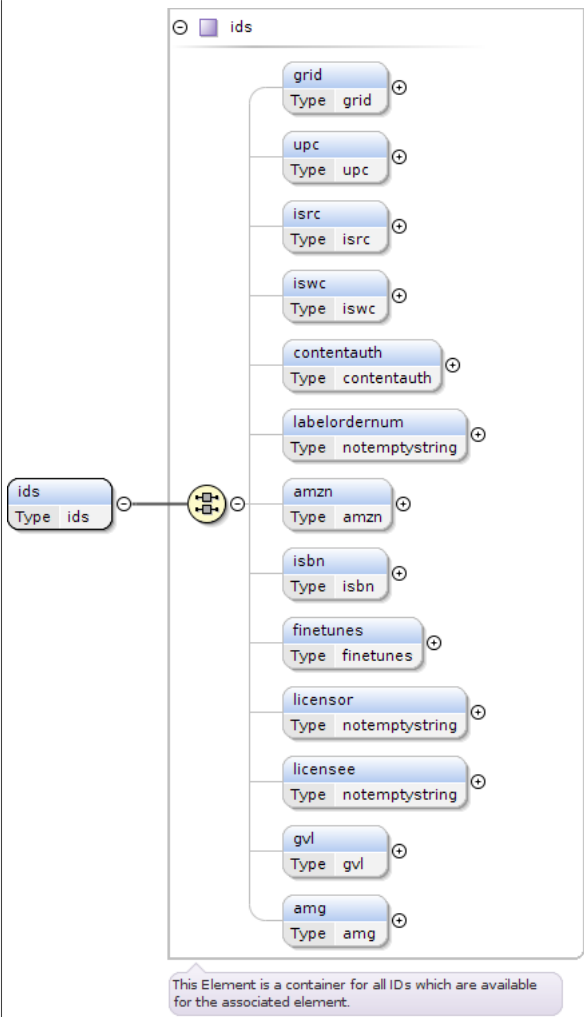 ids
grid
Type grid
upc
Type upc
isrc
Type isrc
iswc
Type iswc
contentauth
Type contentauth
labelordernum
Type notemptystring
ids
Type ids
amzn
Type amzn
isbn
Type isbn
finetunes
Type finetunes
licensor
Type notemptystring
licensee
Type notemptystring
gvl
Type gvl
amg
Type amg
This Element is a container for all IDs which are available
for the associated element.